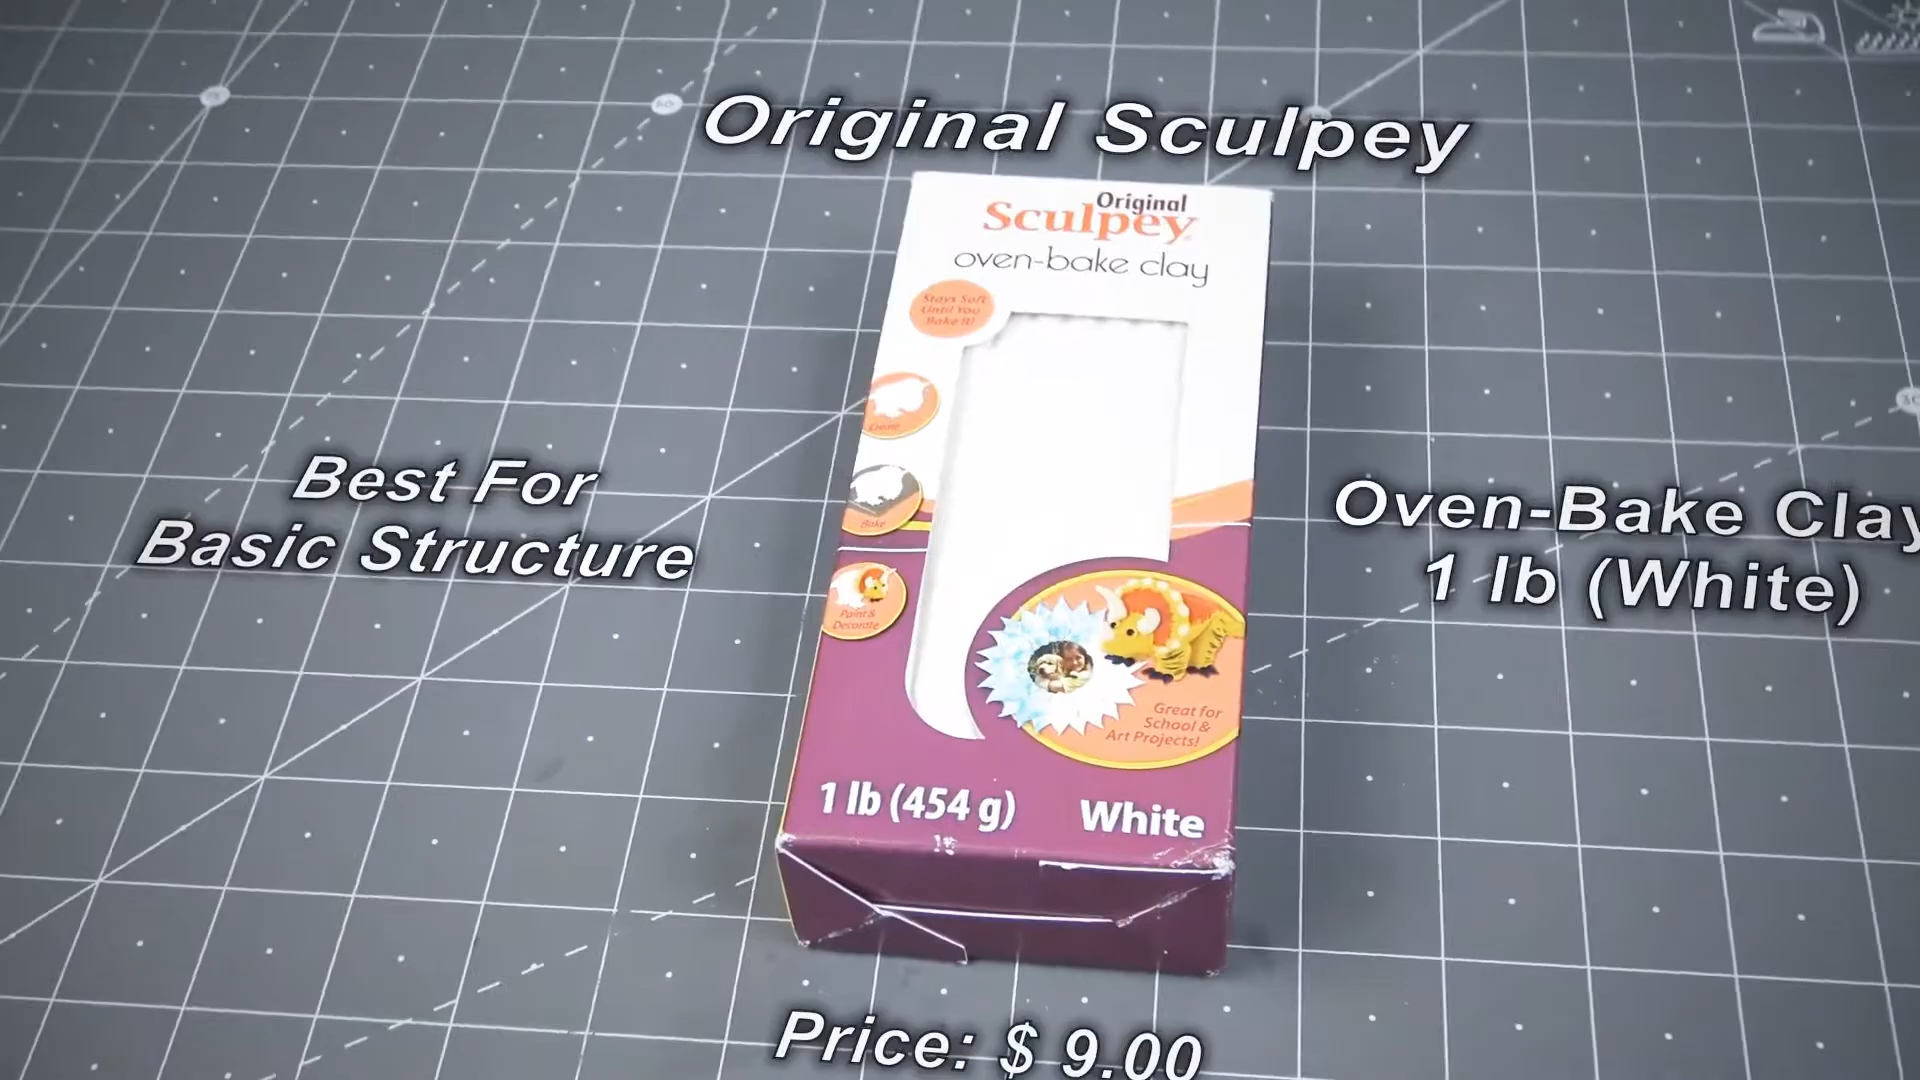 Original Sculpey
Original
Sculpey
oven-bake clay
Stays Soft
Until You
Bake It!
Create
Bake
Paint &
Decorate
Best For
Basic Structure
Oven-Bake Clay
1 lb (White)
Great for
School &
Art Projects!
1 lb (454 g) White
Price: $ 9.00